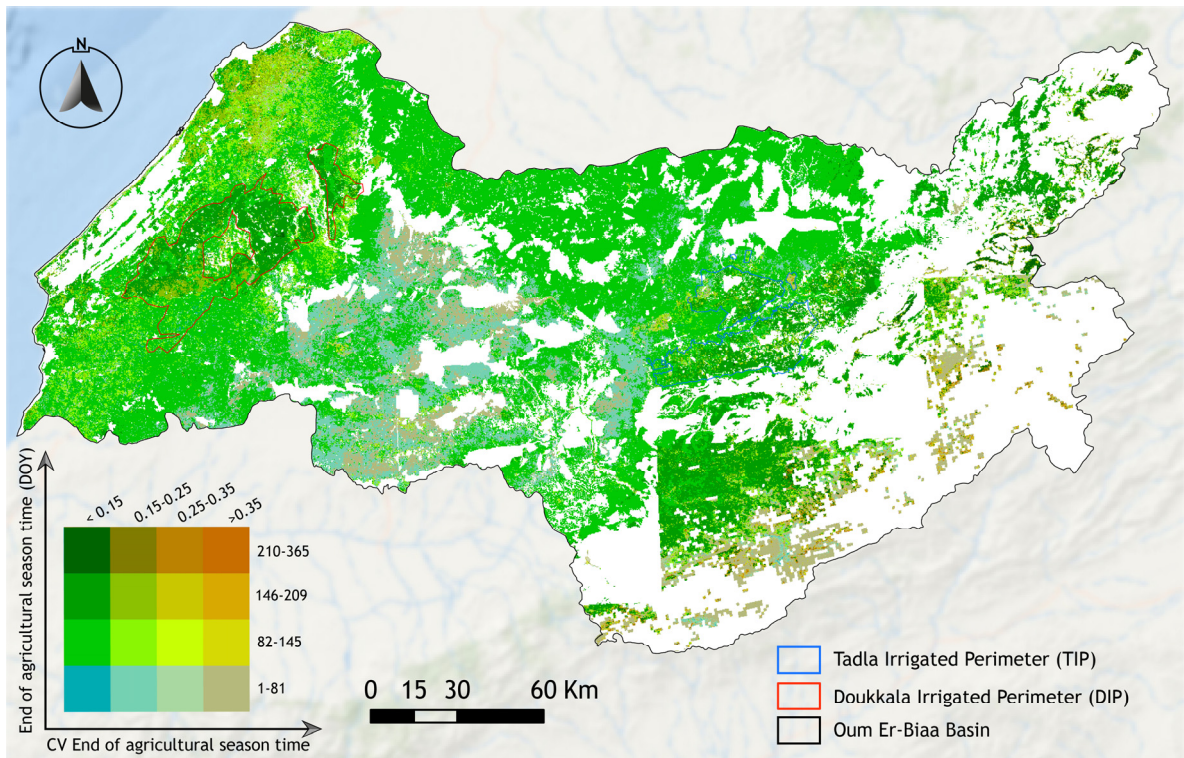 N
End of agricultural season time (DOY)
< 0.15
0.15-0.25
0.25-0.35
>0.35
210-365
146-209
82-145
1-81
CV End of agricultural season time
0 15 30 60 Km
Tadla Irrigated Perimeter (TIP)
Doukkala Irrigated Perimeter (DIP)
Oum Er-Biaa Basin